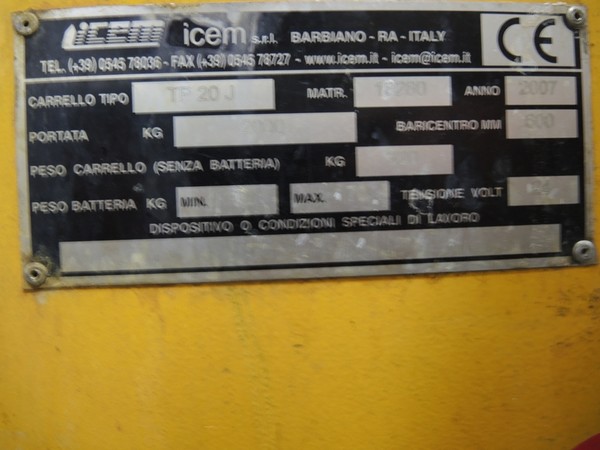 icem icem s.r.l. BARBIANO - RA - ITALY CE
TEL. (+39) 0545 78036 - FAX (+39) 0545 78727 - www.icem.it - icem@icem.it
CARRELLO TIPO TP 20 J MATR. ANNO 2007
PORTATA KG BARICENTRO MM 600
PESO CARRELLO (SENZA BATTERIA) KG
PESO BATTERIA KG MIN. MAX. TENSIONE VOLT
DISPOSITIVO O CONDIZIONI SPECIALI DI LAVORO